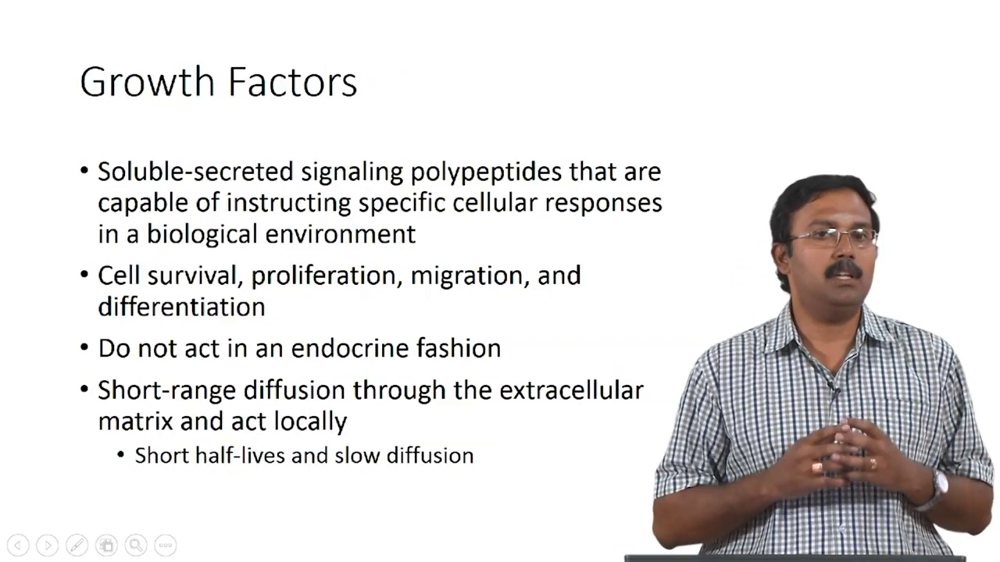 Growth Factors
• Soluble-secreted signaling polypeptides that are
capable of instructing specific cellular responses
in a biological environment
• Cell survival, proliferation, migration, and
differentiation
• Do not act in an endocrine fashion
• Short-range diffusion through the extracellular
matrix and act locally
• Short half-lives and slow diffusion